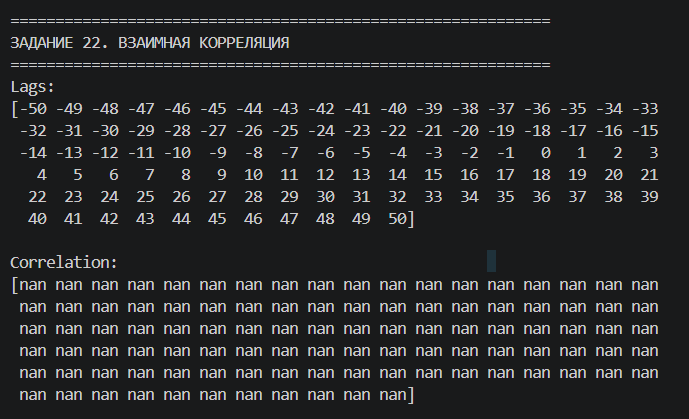 ============================================================
ЗАДАНИЕ 22. ВЗАИМНАЯ КОРРЕЛЯЦИЯ
============================================================
Lags:
[-50 -49 -48 -47 -46 -45 -44 -43 -42 -41 -40 -39 -38 -37 -36 -35 -34 -33
 -32 -31 -30 -29 -28 -27 -26 -25 -24 -23 -22 -21 -20 -19 -18 -17 -16 -15
 -14 -13 -12 -11 -10  -9  -8  -7  -6  -5  -4  -3  -2  -1   0   1   2   3
   4   5   6   7   8   9  10  11  12  13  14  15  16  17  18  19  20  21
  22  23  24  25  26  27  28  29  30  31  32  33  34  35  36  37  38  39
  40  41  42  43  44  45  46  47  48  49  50]

Correlation:
[nan nan nan nan nan nan nan nan nan nan nan nan nan nan nan nan nan nan
 nan nan nan nan nan nan nan nan nan nan nan nan nan nan nan nan nan nan
 nan nan nan nan nan nan nan nan nan nan nan nan nan nan nan nan nan nan
 nan nan nan nan nan nan nan nan nan nan nan nan nan nan nan nan nan nan
 nan nan nan nan nan nan nan nan nan nan nan nan nan nan nan nan nan nan
 nan nan nan nan nan nan nan nan nan nan nan]